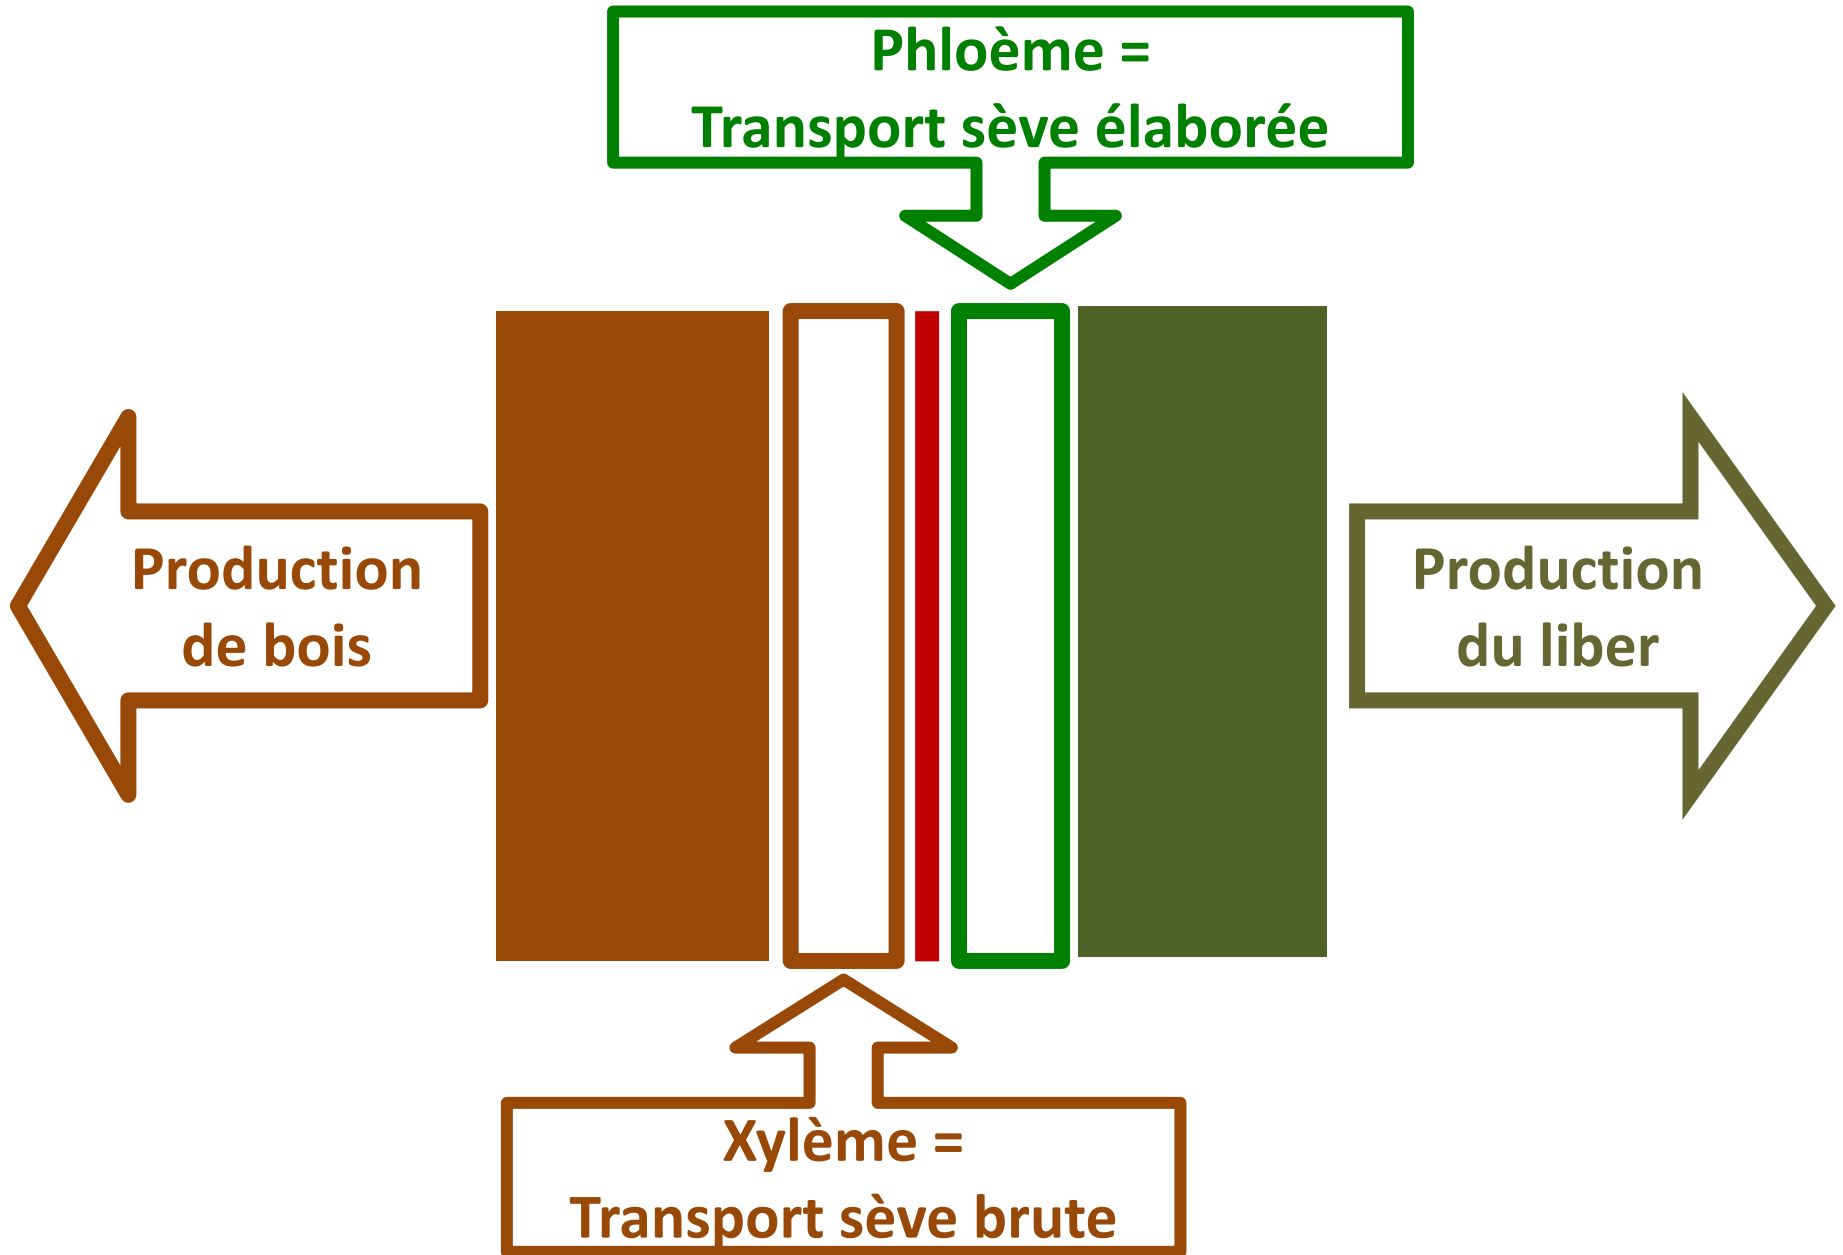 Phloème =
Transport sève élaborée
Production
de bois
Production
du liber
Xylème =
Transport sève brute